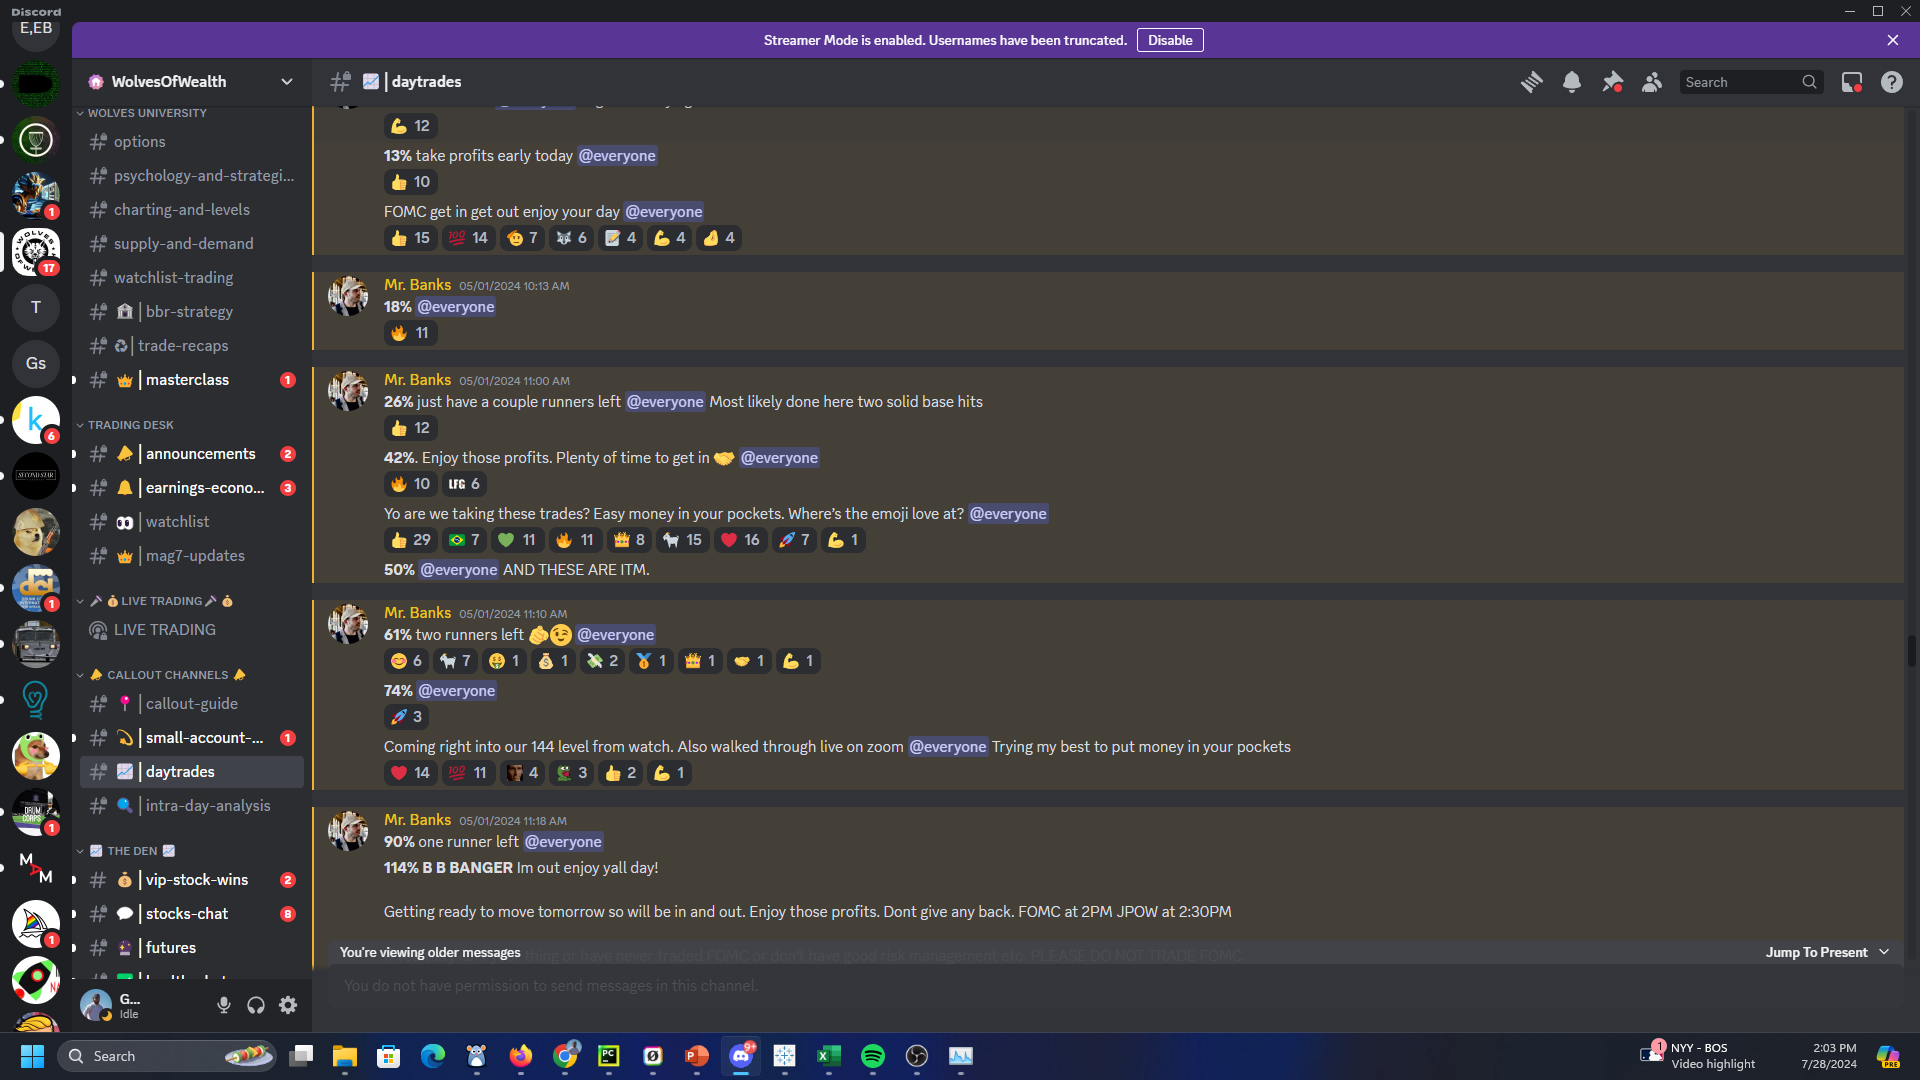 Discord
E,EB
Streamer Mode is enabled. Usernames have been truncated. Disable
WolvesOfWealth
| daytrades
Search
WOLVES UNIVERSITY
options
psychology-and-strategi...
charting-and-levels
supply-and-demand
watchlist-trading
| bbr-strategy
| trade-recaps
| masterclass 1
TRADING DESK
| announcements 2
| earnings-econo... 3
| watchlist
| mag7-updates
LIVE TRADING
LIVE TRADING
CALLOUT CHANNELS
| callout-guide
| small-account-... 1
| daytrades
| intra-day-analysis
THE DEN
| vip-stock-wins 2
| stocks-chat 8
| futures
1
WOLVES
17
T
Gs
k
6
SECOND STAR
dci
1
DRUM CORPS
1
M A M
1
G...
Idle
12
13% take profits early today @everyone
10
FOMC get in get out enjoy your day @everyone
15 100 14 7 6 4 4 4
Mr. Banks 05/01/2024 10:13 AM
18% @everyone
11
Mr. Banks 05/01/2024 11:00 AM
26% just have a couple runners left @everyone Most likely done here two solid base hits
12
42%. Enjoy those profits. Plenty of time to get in @everyone
10 LFG 6
Yo are we taking these trades? Easy money in your pockets. Where's the emoji love at? @everyone
29 7 11 11 8 15 16 7 1
50% @everyone AND THESE ARE ITM.
Mr. Banks 05/01/2024 11:10 AM
61% two runners left @everyone
6 7 1 1 2 1 1 1 1
74% @everyone
3
Coming right into our 144 level from watch. Also walked through live on zoom @everyone Trying my best to put money in your pockets
14 100 11 4 3 2 1
Mr. Banks 05/01/2024 11:18 AM
90% one runner left @everyone
114% B B BANGER Im out enjoy yall day!
Getting ready to move tomorrow so will be in and out. Enjoy those profits. Dont give any back. FOMC at 2PM JPOW at 2:30PM
You're viewing older messages thing or have never traded FOMC or don't have good risk management etc. PLEASE DO NOT TRADE FOMC. Jump To Present
You do not have permission to send messages in this channel.
Search
PC
9+
1
NYY - BOS
Video highlight
2:03 PM
7/28/2024
PRE